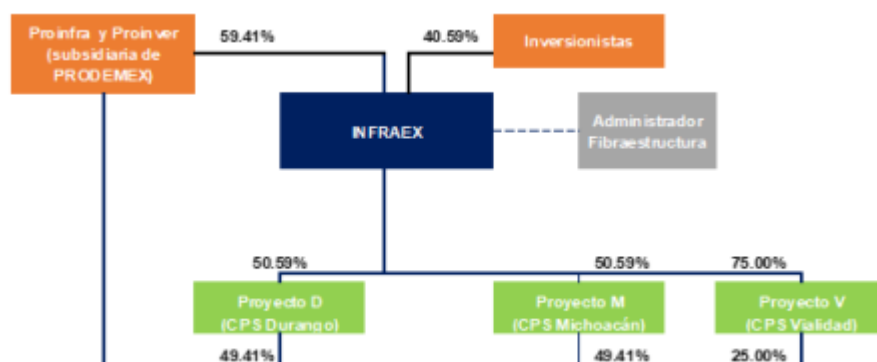 Proinfra y Proinver
(subsidiaria de
PRODEMEX)
59.41%
40.59%
Inversionistas
INFRAEX
Administrador
Fibraestructura
50.59%
50.59%
75.00%
Proyecto D
(CPS Durango)
Proyecto M
(CPS Michoacán)
Proyecto V
(CPS Vialidad)
49.41%
49.41%
25.00%